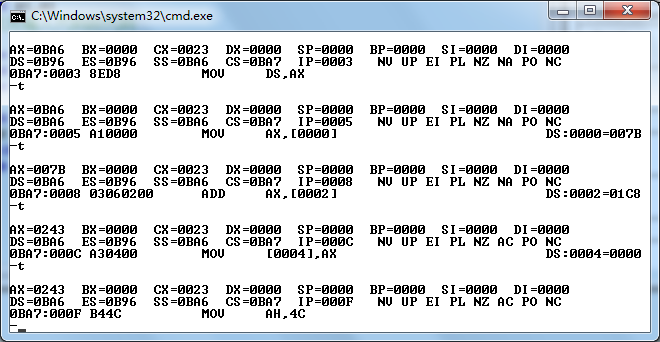 C:\Windows\system32\cmd.exe
AX=0BA6 BX=0000 CX=0023 DX=0000 SP=0000 BP=0000 SI=0000 DI=0000
DS=0B96 ES=0B96 SS=0BA6 CS=0BA7 IP=0003 NV UP EI PL NZ NA PO NC
0BA7:0003 8ED8 MOV DS,AX
-t
AX=0BA6 BX=0000 CX=0023 DX=0000 SP=0000 BP=0000 SI=0000 DI=0000
DS=0BA6 ES=0B96 SS=0BA6 CS=0BA7 IP=0005 NV UP EI PL NZ NA PO NC
0BA7:0005 A10000 MOV AX,[0000] DS:0000=007B
-t
AX=007B BX=0000 CX=0023 DX=0000 SP=0000 BP=0000 SI=0000 DI=0000
DS=0BA6 ES=0B96 SS=0BA6 CS=0BA7 IP=0008 NV UP EI PL NZ NA PO NC
0BA7:0008 03060200 ADD AX,[0002] DS:0002=01C8
-t
AX=0243 BX=0000 CX=0023 DX=0000 SP=0000 BP=0000 SI=0000 DI=0000
DS=0BA6 ES=0B96 SS=0BA6 CS=0BA7 IP=000C NV UP EI PL NZ AC PO NC
0BA7:000C A30400 MOV [0004],AX DS:0004=0000
-t
AX=0243 BX=0000 CX=0023 DX=0000 SP=0000 BP=0000 SI=0000 DI=0000
DS=0BA6 ES=0B96 SS=0BA6 CS=0BA7 IP=000F NV UP EI PL NZ AC PO NC
0BA7:000F B44C MOV AH,4C
-